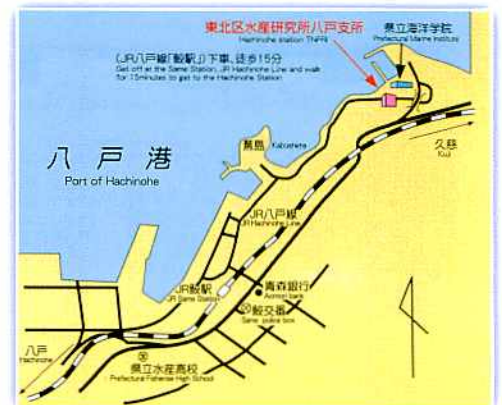 東北区水産研究所八戸支所
Hachinohe station TNFRI
県立海洋学院
Prefectural Marine Institute
(JR八戸線「鮫駅」)下車、徒歩15分
Get off at the Same Station, JR Hachinohe Line and walk
for 15minutes to get to the Hachinohe Station
久慈
Kuji
蕪島
Kabushima
八戸港
Port of Hachinohe
JR八戸線
JR Hachinohe Line
JR鮫駅
JR Same Station
青森銀行
Aomori bank
鮫交番
Same police box
八戸
Hachinohe
県立水産高校
Prefectural Fisheries High School